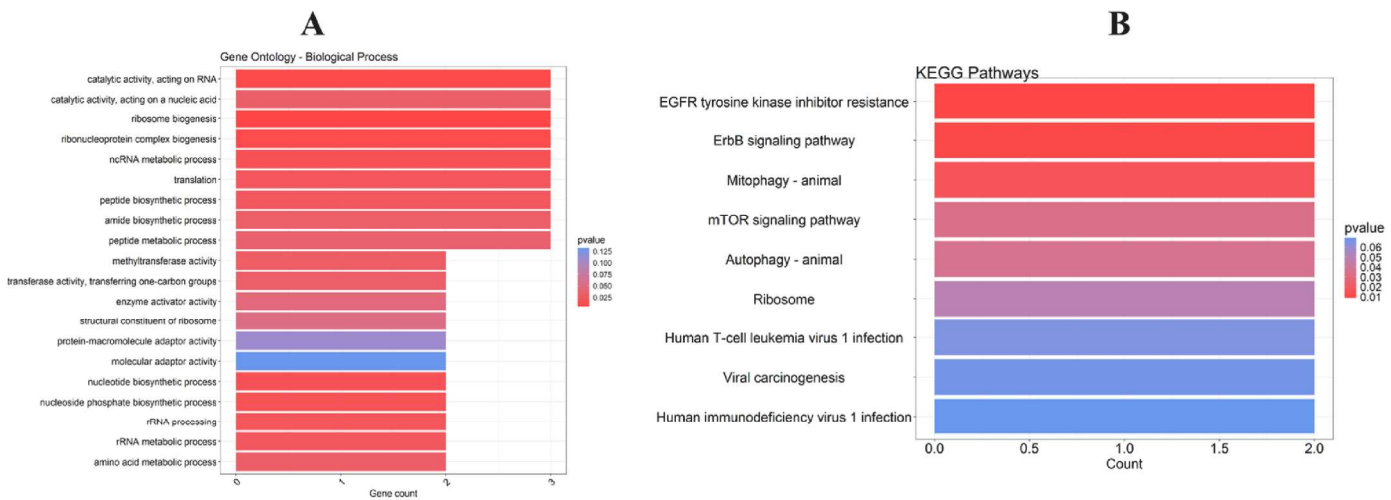 A
Gene Ontology - Biological Process
catalytic activity, acting on RNA
catalytic activity, acting on a nucleic acid
ribosome biogenesis
ribonucleoprotein complex biogenesis
ncRNA metabolic process
translation
peptide biosynthetic process
amide biosynthetic process
peptide metabolic process
methyltransferase activity
transferase activity, transferring one-carbon groups
enzyme activator activity
structural constituent of ribosome
protein-macromolecule adaptor activity
molecular adaptor activity
nucleotide biosynthetic process
nucleoside phosphate biosynthetic process
rRNA processing
rRNA metabolic process
amino acid metabolic process
0 1 2 3
Gene count
pvalue
0.125
0.100
0.075
0.050
0.025
B
KEGG Pathways
EGFR tyrosine kinase inhibitor resistance
ErbB signaling pathway
Mitophagy - animal
mTOR signaling pathway
Autophagy - animal
Ribosome
Human T-cell leukemia virus 1 infection
Viral carcinogenesis
Human immunodeficiency virus 1 infection
0.0 0.5 1.0 1.5 2.0
Count
pvalue
0.06
0.05
0.04
0.03
0.02
0.01